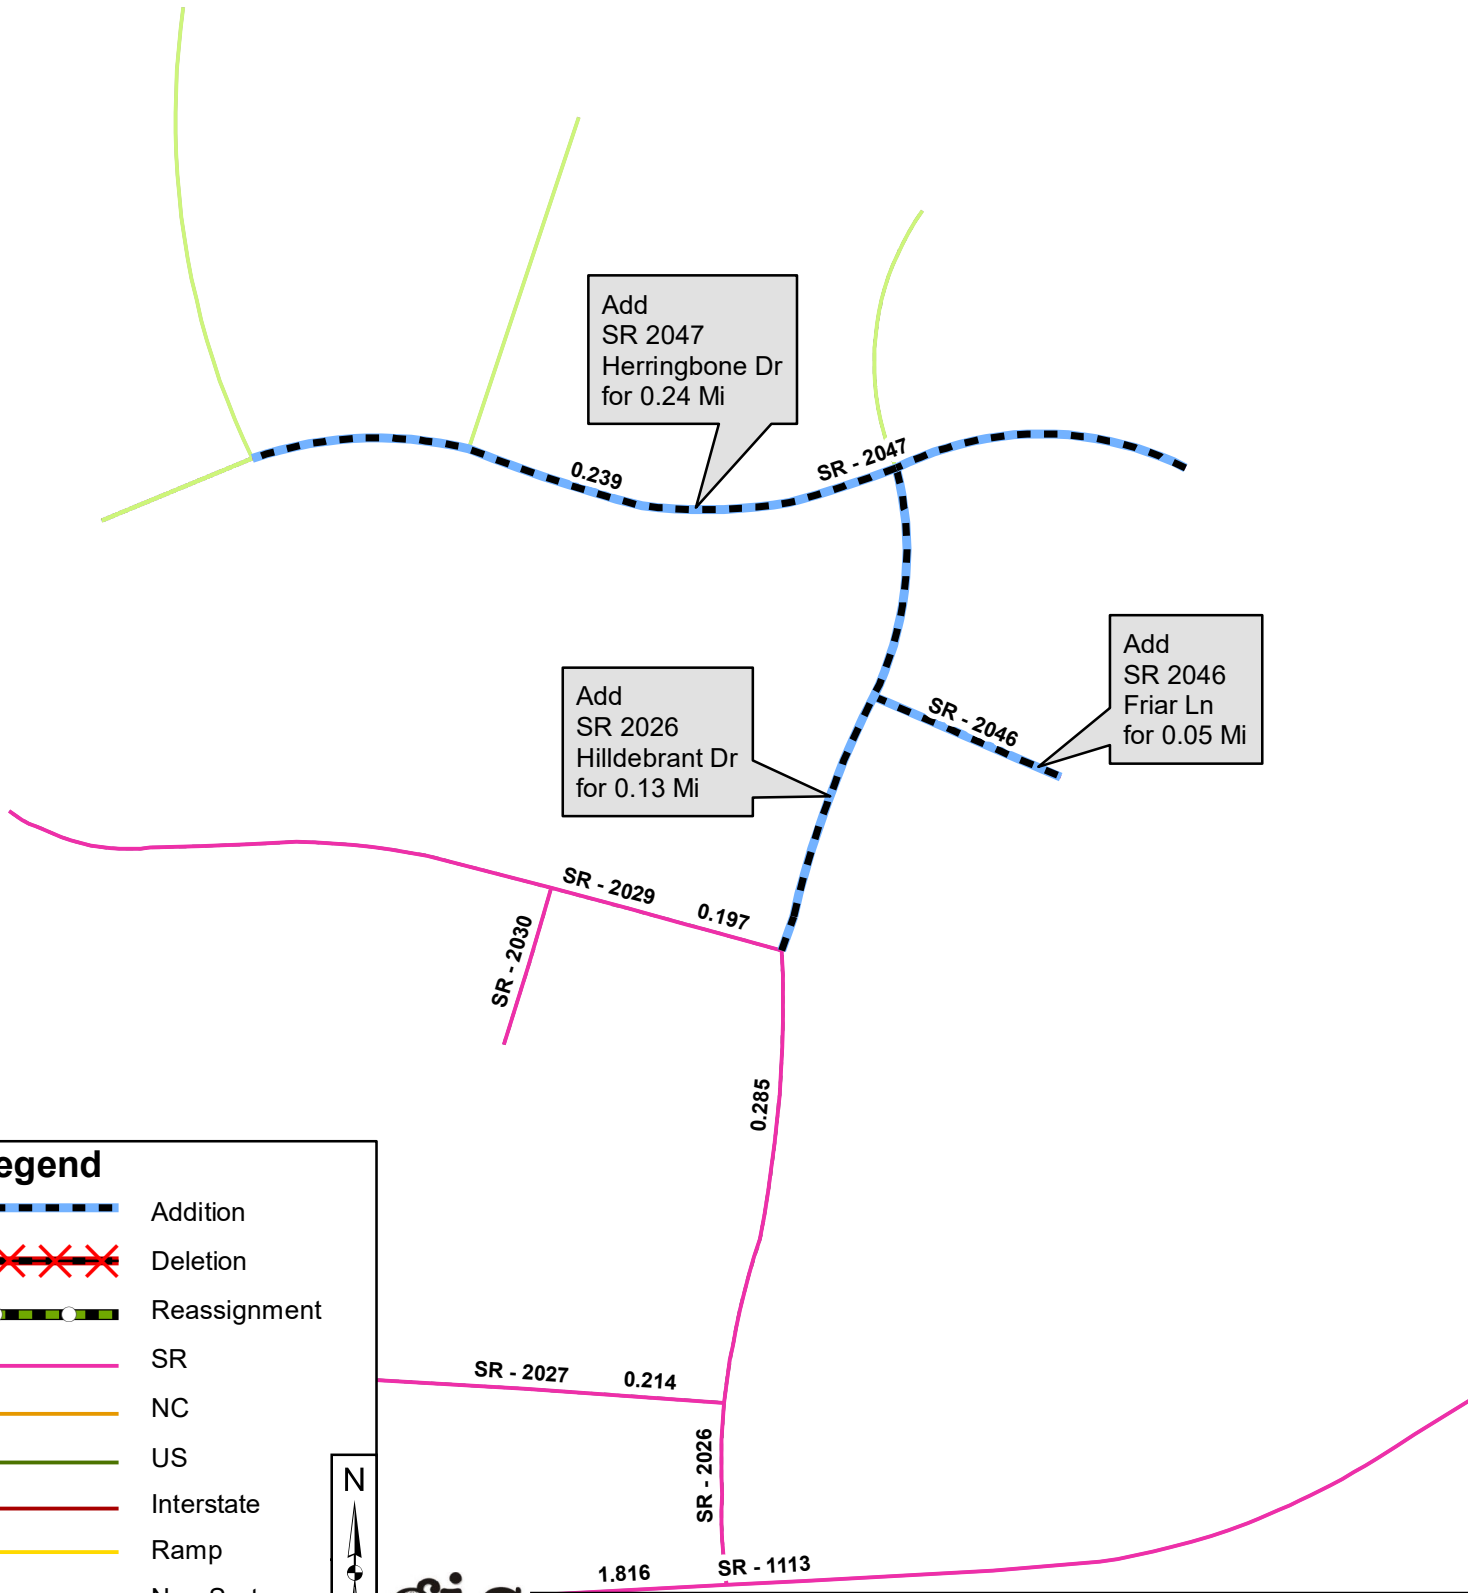 Add
SR 2047
Herringbone Dr
for 0.24 Mi
0.239
SR - 2047
Add
SR 2046
Friar Ln
for 0.05 Mi
SR - 2046
Add
SR 2026
Hilldebrant Dr
for 0.13 Mi
SR - 2029
0.197
SR - 2030
0.285
egend
Addition
Deletion
Reassignment
SR
NC
US
Interstate
Ramp
N
SR - 2027
0.214
SR - 2026
1.816
SR - 1113